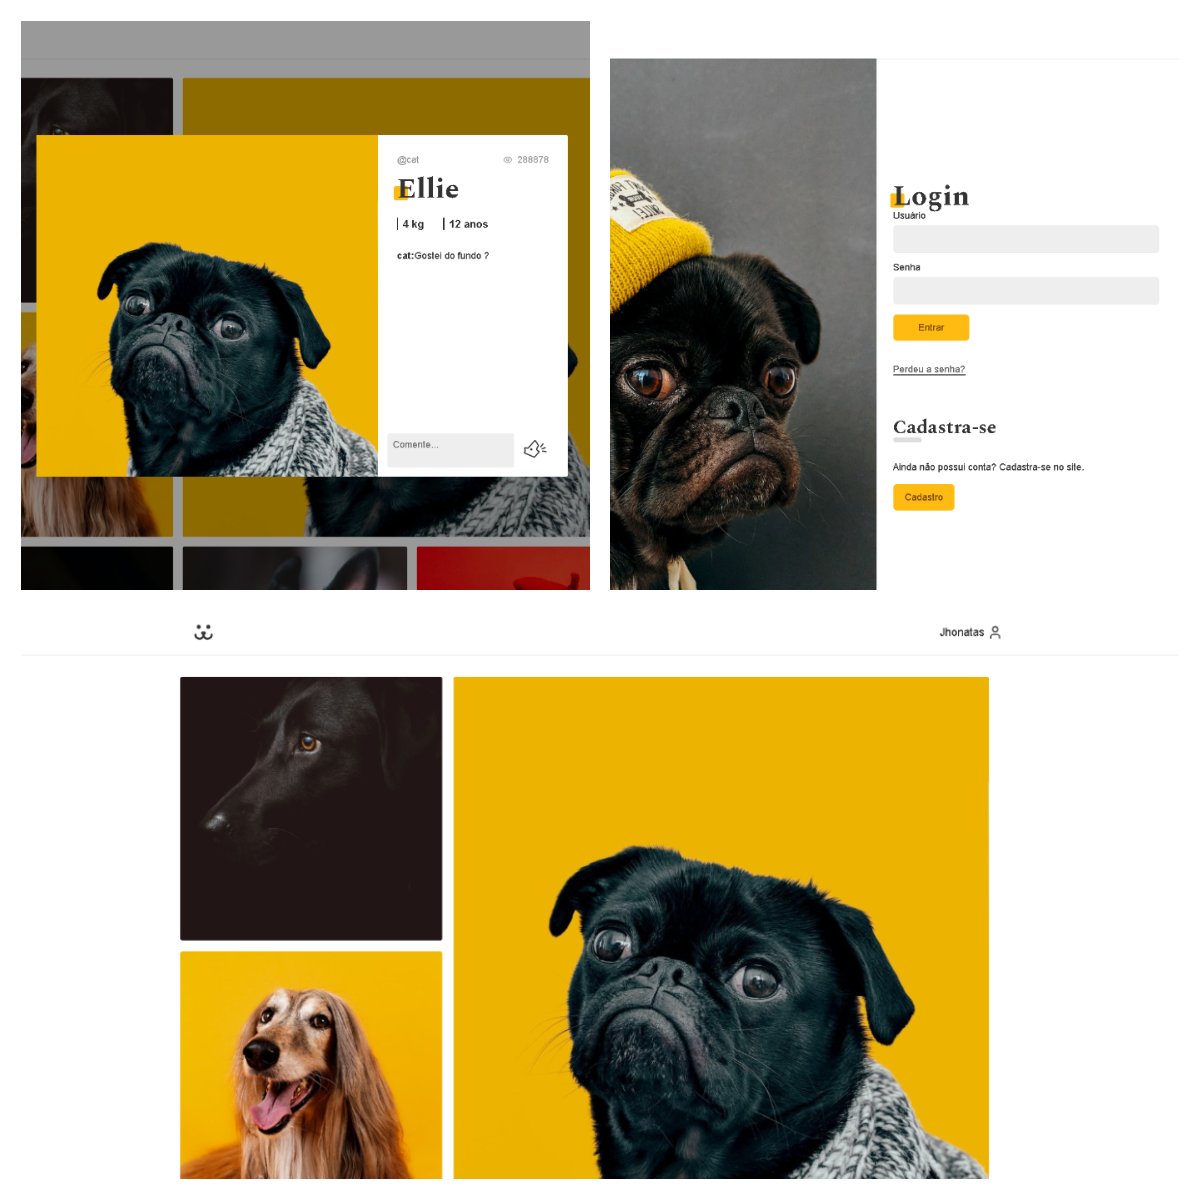 @cat
288878
Ellie
4 kg
12 anos
cat:Gostei do fundo ?
Comente...
Login
Usuário
Senha
Entrar
Perdeu a senha?
Cadastra-se
Ainda não possui conta? Cadastra-se no site.
Cadastro
Jhonatas